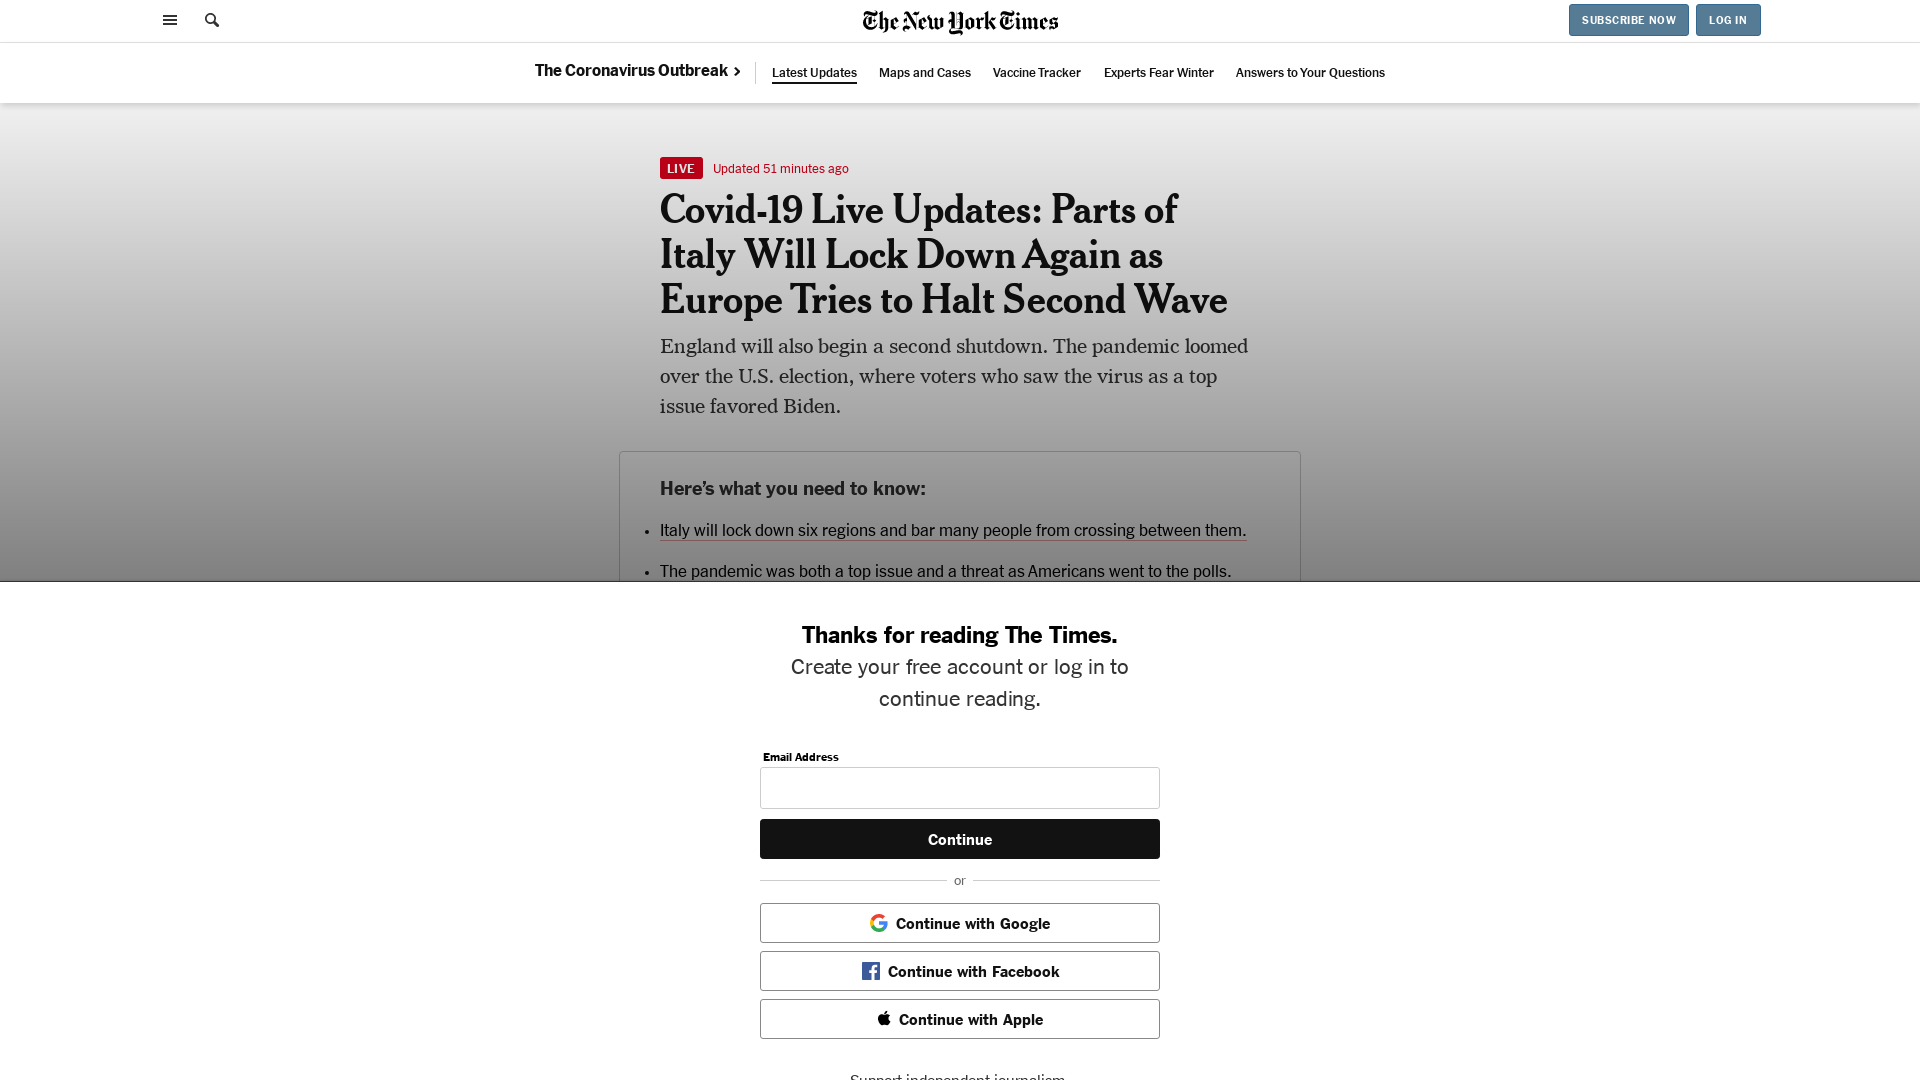 The New York Times
SUBSCRIBE NOW
LOG IN
The Coronavirus Outbreak
Latest Updates
Maps and Cases
Vaccine Tracker
Experts Fear Winter
Answers to Your Questions
LIVE
Updated 51 minutes ago
Covid-19 Live Updates: Parts of
Italy Will Lock Down Again as
Europe Tries to Halt Second Wave
England will also begin a second shutdown. The pandemic loomed
over the U.S. election, where voters who saw the virus as a top
issue favored Biden.
Here’s what you need to know:
Italy will lock down six regions and bar many people from crossing between them.
The pandemic was both a top issue and a threat as Americans went to the polls.
Thanks for reading The Times.
Create your free account or log in to
continue reading.
Email Address
Continue
or
Continue with Google
Continue with Facebook
Continue with Apple
Support independent journalism.